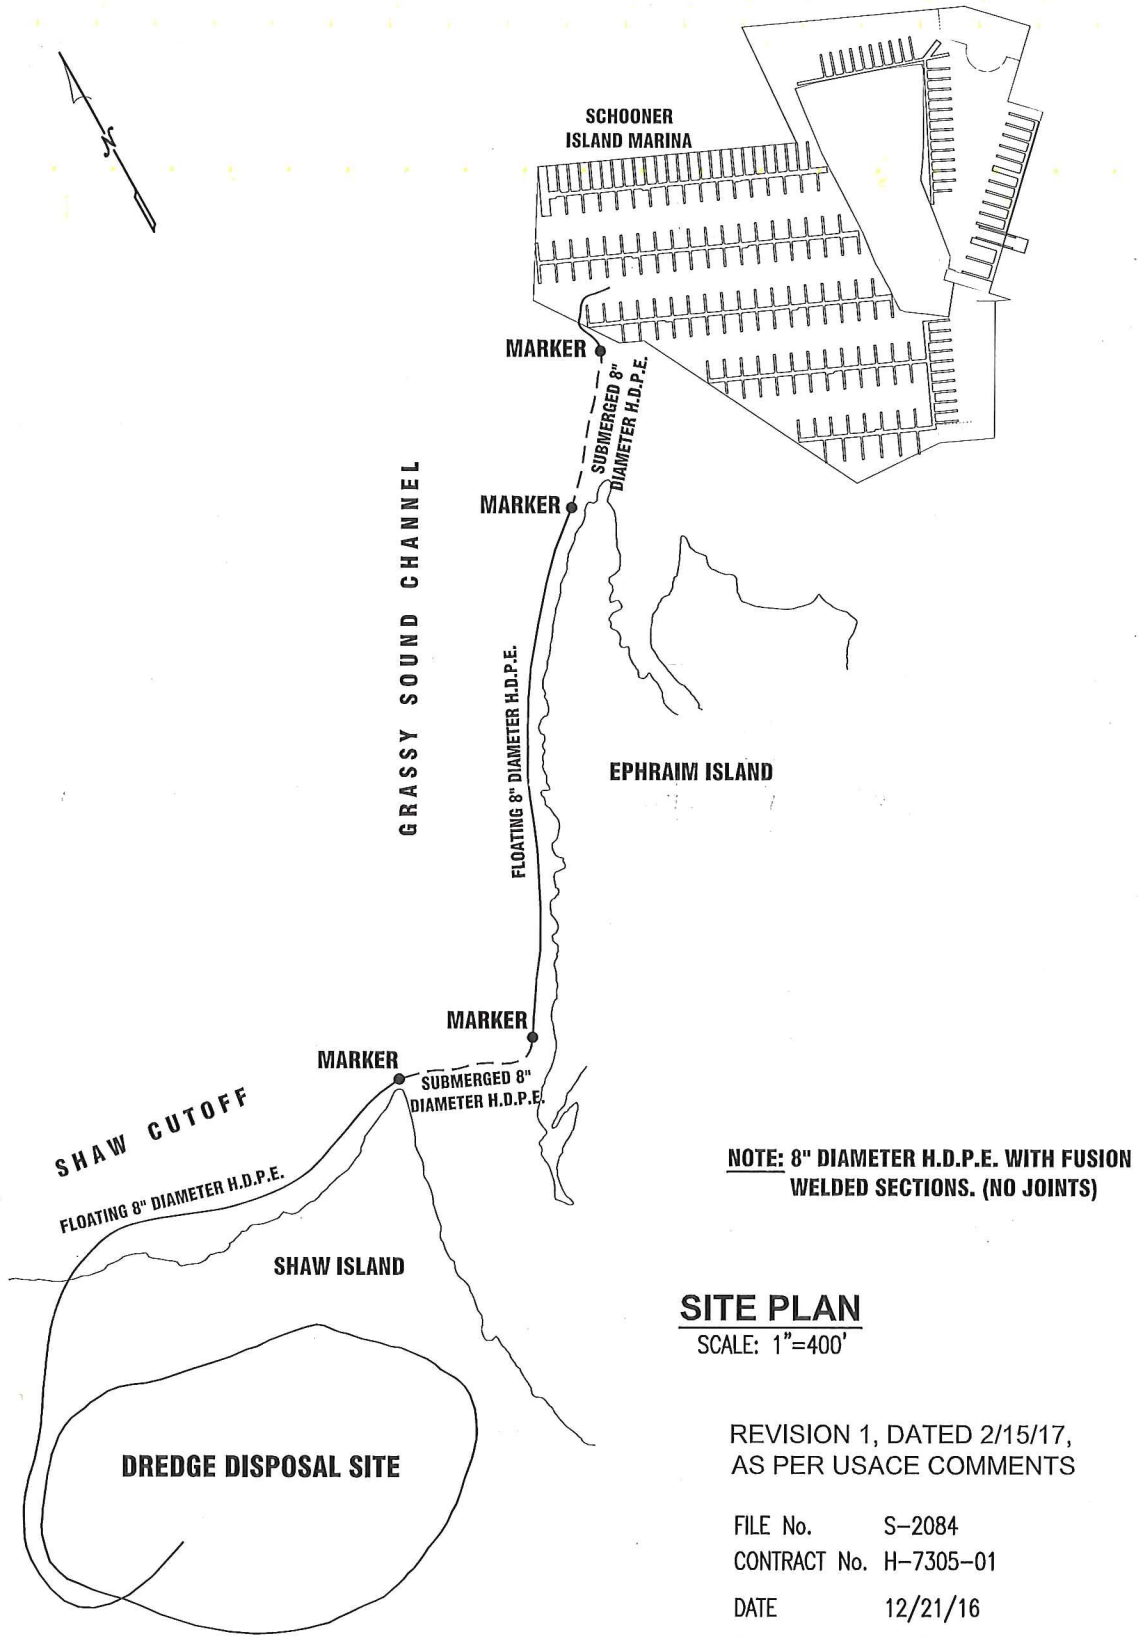 N
SCHOONER
ISLAND MARINA
MARKER
SUBMERGED 8"
DIAMETER H.D.P.E.
MARKER
GRASSY SOUND CHANNEL
FLOATING 8" DIAMETER H.D.P.E.
EPHRAIM ISLAND
MARKER
MARKER
SUBMERGED 8"
DIAMETER H.D.P.E.
SHAW CUTOFF
FLOATING 8" DIAMETER H.D.P.E.
NOTE: 8" DIAMETER H.D.P.E. WITH FUSION
WELDED SECTIONS. (NO JOINTS)
SHAW ISLAND
SITE PLAN
SCALE: 1"=400'
DREDGE DISPOSAL SITE
REVISION 1, DATED 2/15/17,
AS PER USACE COMMENTS
FILE No. S-2084
CONTRACT No. H-7305-01
DATE 12/21/16